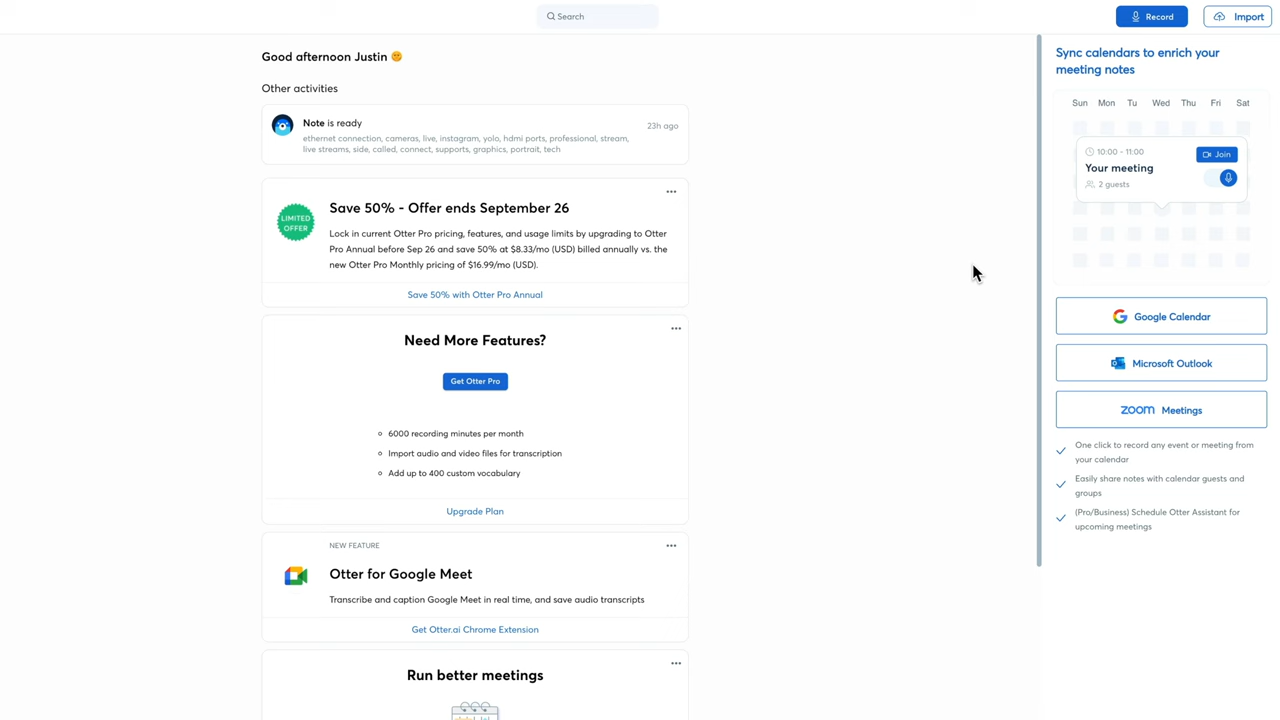 Search
Record
Import
Good afternoon Justin
Other activities
Note is ready
23h ago
ethernet connection, cameras, live, instagram, yolo, hdmi ports, professional, stream,
live streams, side, called, connect, supports, graphics, portrait, tech
LIMITED
OFFER
Save 50% - Offer ends September 26
Lock in current Otter Pro pricing, features, and usage limits by upgrading to Otter
Pro Annual before Sep 26 and save 50% at $8.33/mo (USD) billed annually vs. the
new Otter Pro Monthly pricing of $16.99/mo (USD).
Save 50% with Otter Pro Annual
Need More Features?
Get Otter Pro
6000 recording minutes per month
Import audio and video files for transcription
Add up to 400 custom vocabulary
Upgrade Plan
NEW FEATURE
Otter for Google Meet
Transcribe and caption Google Meet in real time, and save audio transcripts
Get Otter.ai Chrome Extension
Run better meetings
Sync calendars to enrich your
meeting notes
Sun Mon Tu Wed Thu Fri Sat
10:00 - 11:00
Join
Your meeting
2 guests
Google Calendar
Microsoft Outlook
zoom Meetings
One click to record any event or meeting from
your calendar
Easily share notes with calendar guests and
groups
(Pro/Business) Schedule Otter Assistant for
upcoming meetings